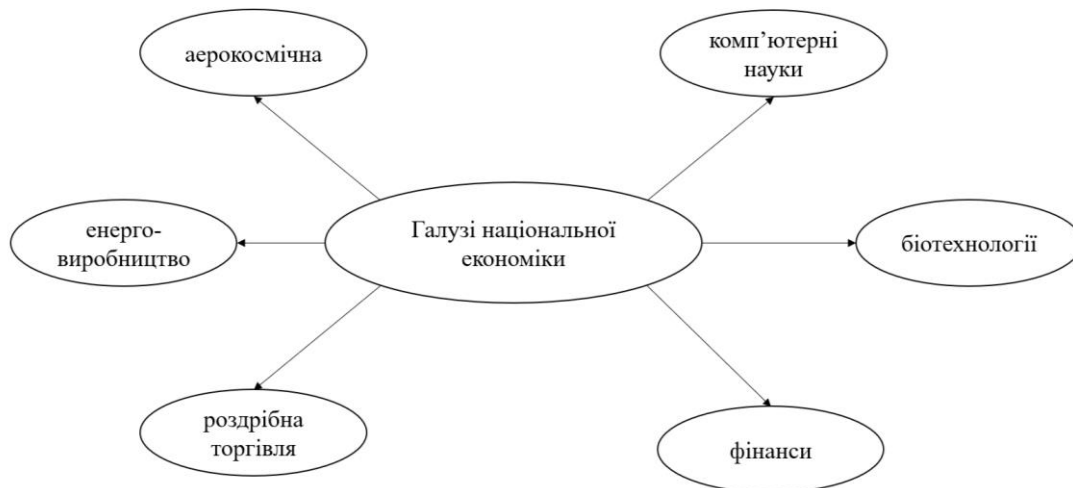 аерокосмічна
комп’ютерні
науки
енерго-
виробництво
Галузі національної
економіки
біотехнології
роздрібна
торгівля
фінанси